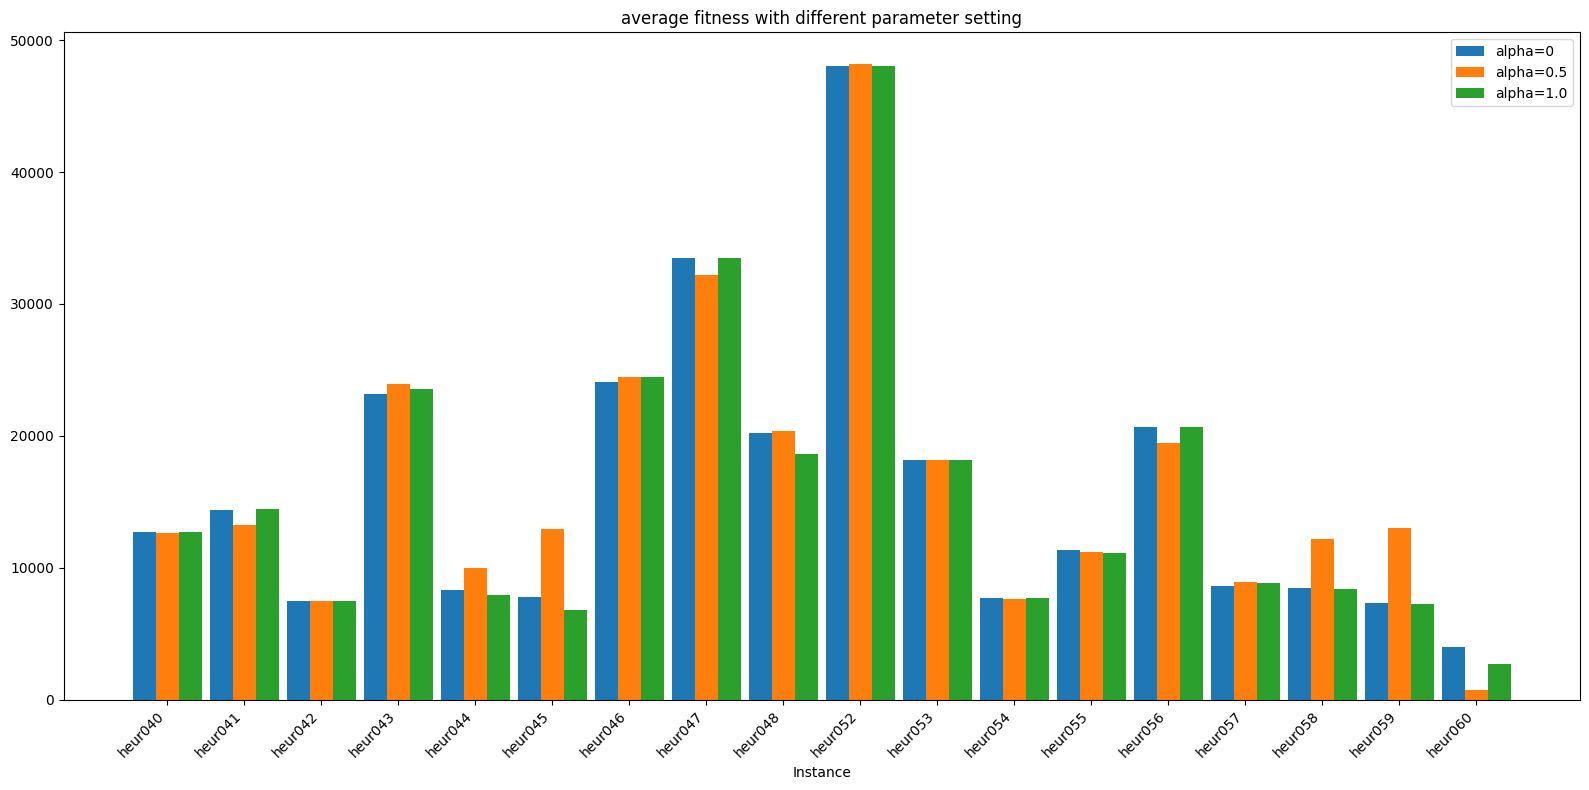 average fitness with different parameter setting
50000
40000
30000
20000
10000
0
alpha=0
alpha=0.5
alpha=1.0
heur040
heur041
heur042
heur043
heur044
heur045
heur046
heur047
heur048
heur052
heur053
heur054
heur055
heur056
heur057
heur058
heur059
heur060
Instance